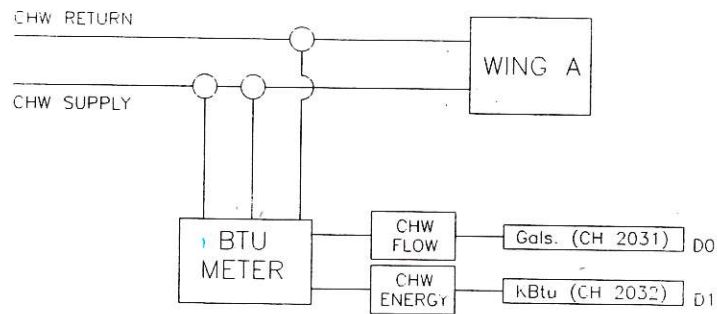 CHW RETURN
WING A
CHW SUPPLY
BTU
METER
CHW
FLOW
Gals. (CH 2031)
D0
CHW
ENERGY
KBtu (CH 2032)
D1